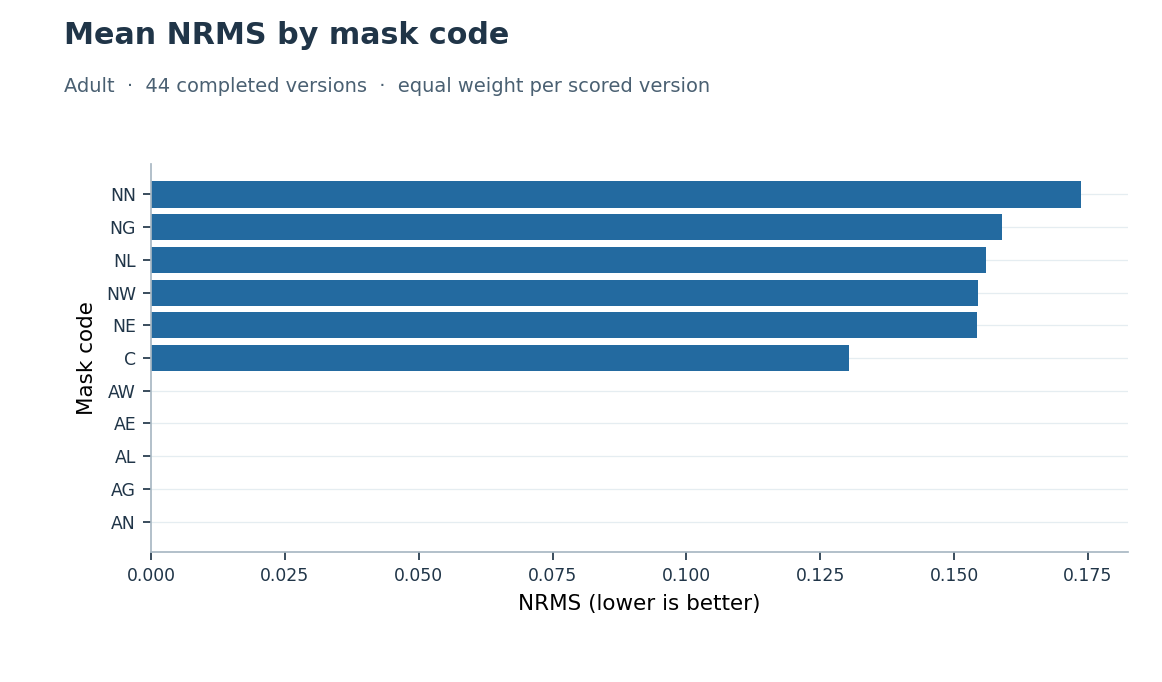 Mean NRMS by mask code
Adult · 44 completed versions · equal weight per scored version
Mask code
NN
NG
NL
NW
NE
C
AW
AE
AL
AG
AN
0.000 0.025 0.050 0.075 0.100 0.125 0.150 0.175
NRMS (lower is better)